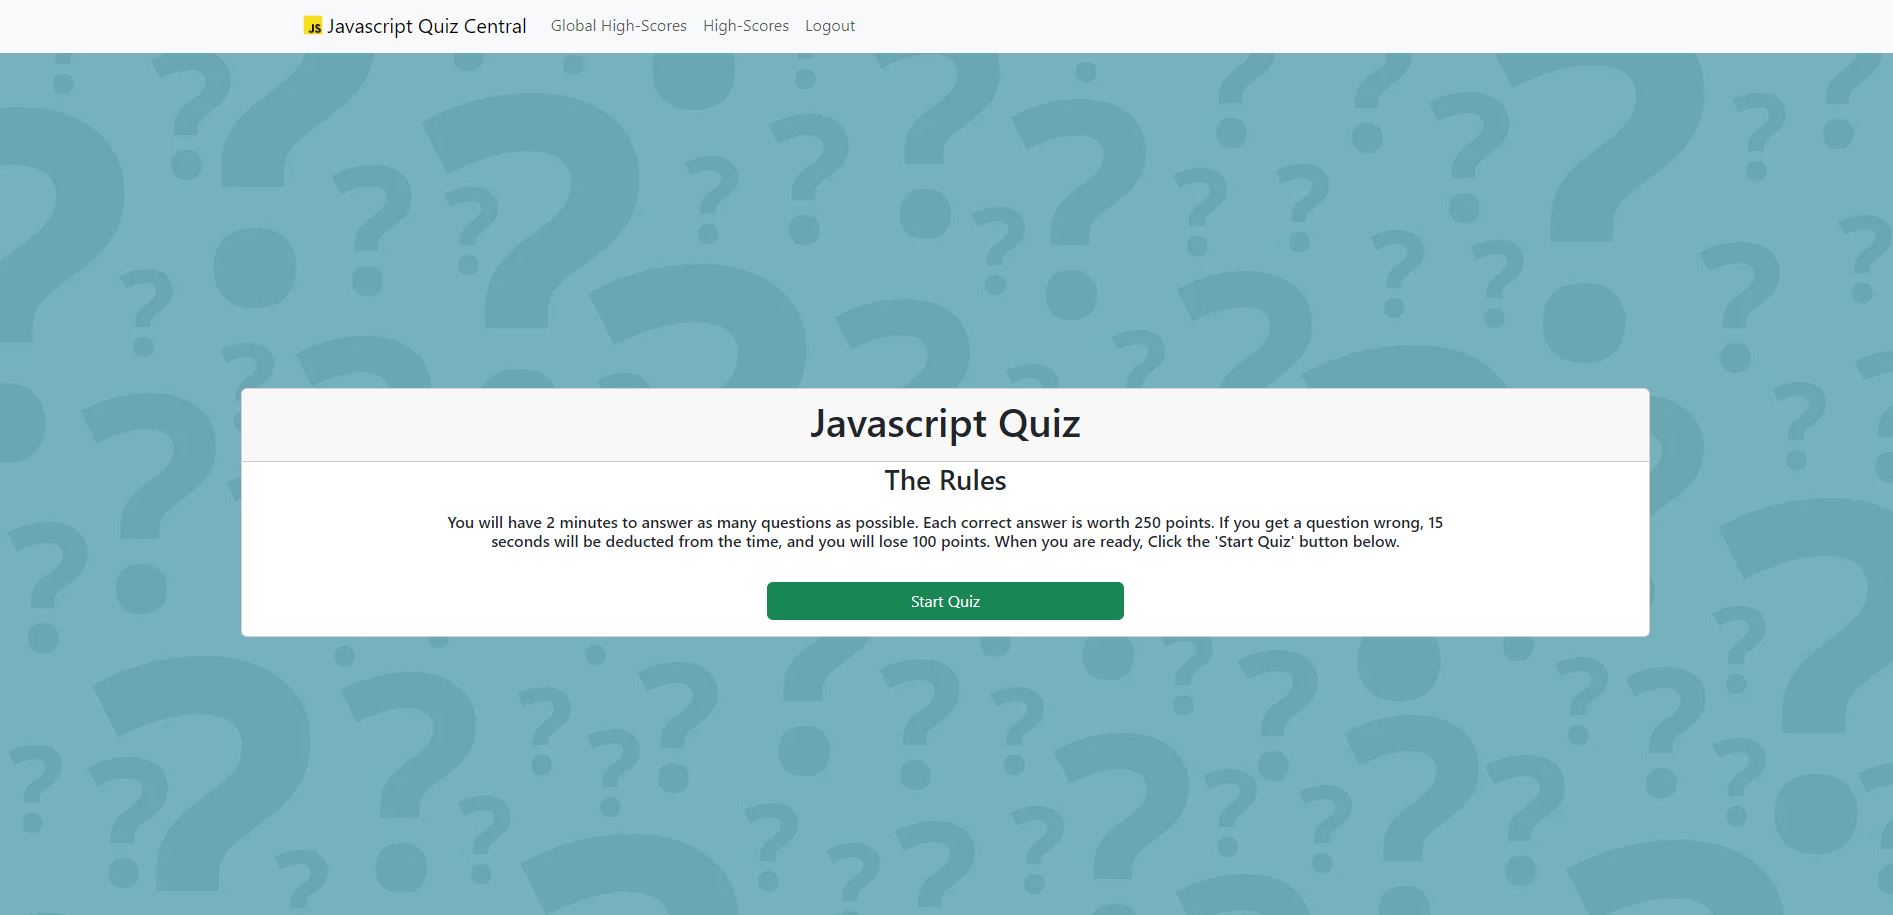 JS Javascript Quiz Central Global High-Scores High-Scores Logout
Javascript Quiz
The Rules
You will have 2 minutes to answer as many questions as possible. Each correct answer is worth 250 points. If you get a question wrong, 15
seconds will be deducted from the time, and you will lose 100 points. When you are ready, Click the 'Start Quiz' button below.
Start Quiz